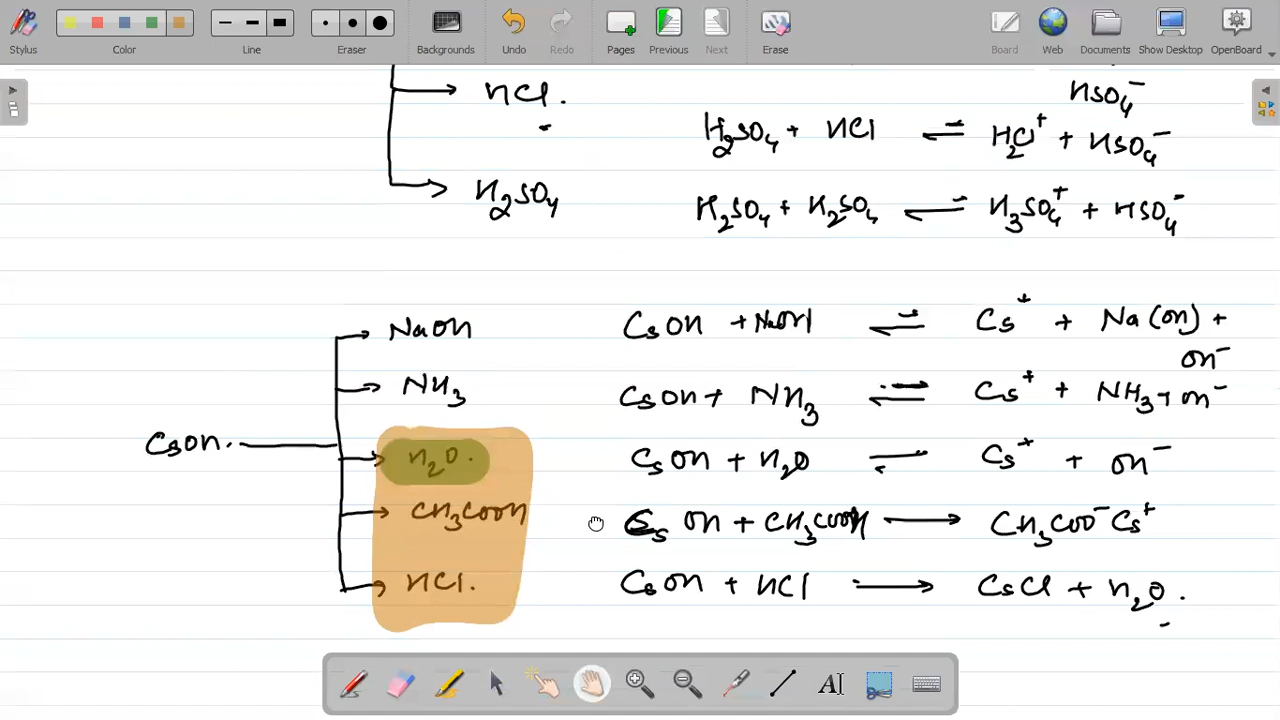 Stylus Color Line Eraser Backgrounds Undo Redo Pages Previous Next Erase Board Web Documents Show Desktop OpenBoard
HCl.
HSO₄⁻
H₂SO₄ + HCl ⇌ H₂Cl⁺ + HSO₄⁻
H₂SO₄
H₂SO₄ + H₂SO₄ ⇌ H₃SO₄⁺ + HSO₄⁻
NaOH
CsOH + NaOH ⇌ Cs⁺ + Na(OH) +
OH⁻
NH₃
CsOH + NH₃ ⇌ Cs⁺ + NH₃ + OH⁻
CsOH.
H₂O.
CsOH + H₂O ⇌ Cs⁺ + OH⁻
CH₃COOH
CsOH + CH₃COOH → CH₃COO⁻Cs⁺
HCl.
CsOH + HCl → CsCl + H₂O.
AI